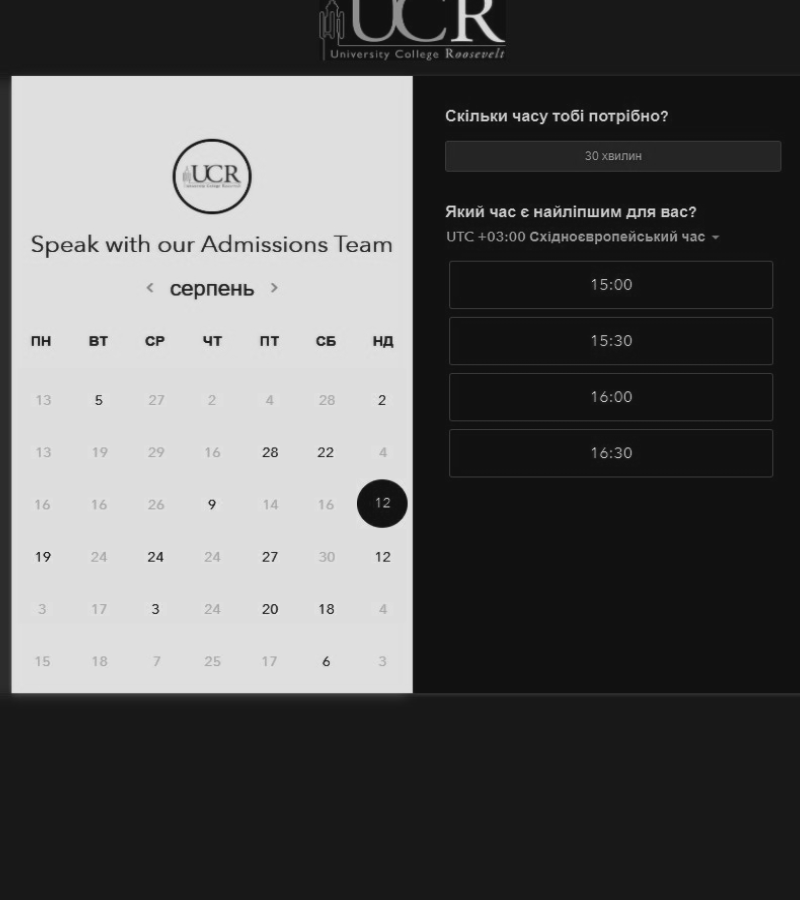 UCR
University College Roosevelt
UCR
Speak with our Admissions Team
серпень
ПН ВТ СР ЧТ ПТ СБ НД
13 5 27 2 4 28 2
13 19 29 16 28 22 4
16 16 26 9 14 16 12
19 24 24 24 27 30 12
3 17 3 24 20 18 4
15 18 7 25 17 6 3
Скільки часу тобі потрібно?
30 хвилин
Який час є найліпшим для вас?
UTC +03:00 Східноєвропейський час
15:00
15:30
16:00
16:30